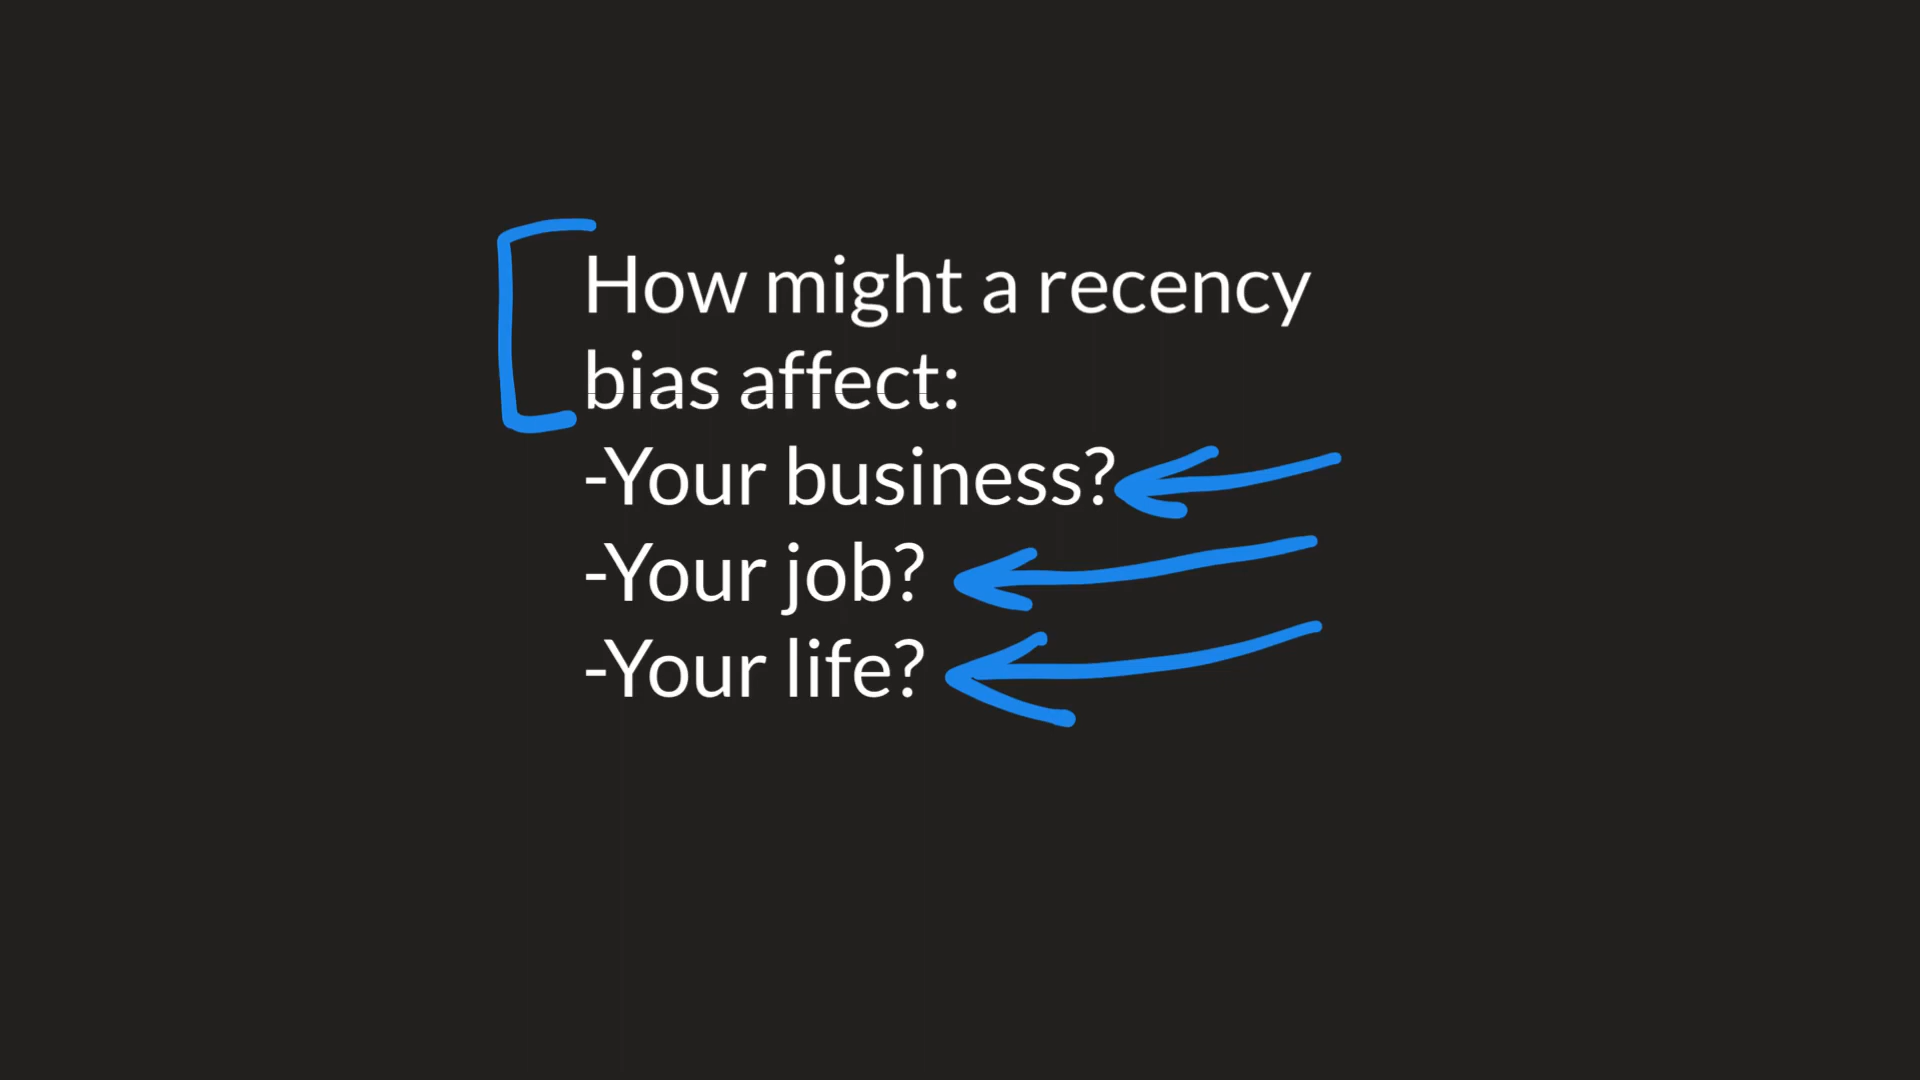 How might a recency
bias affect:
-Your business?
-Your job?
-Your life?